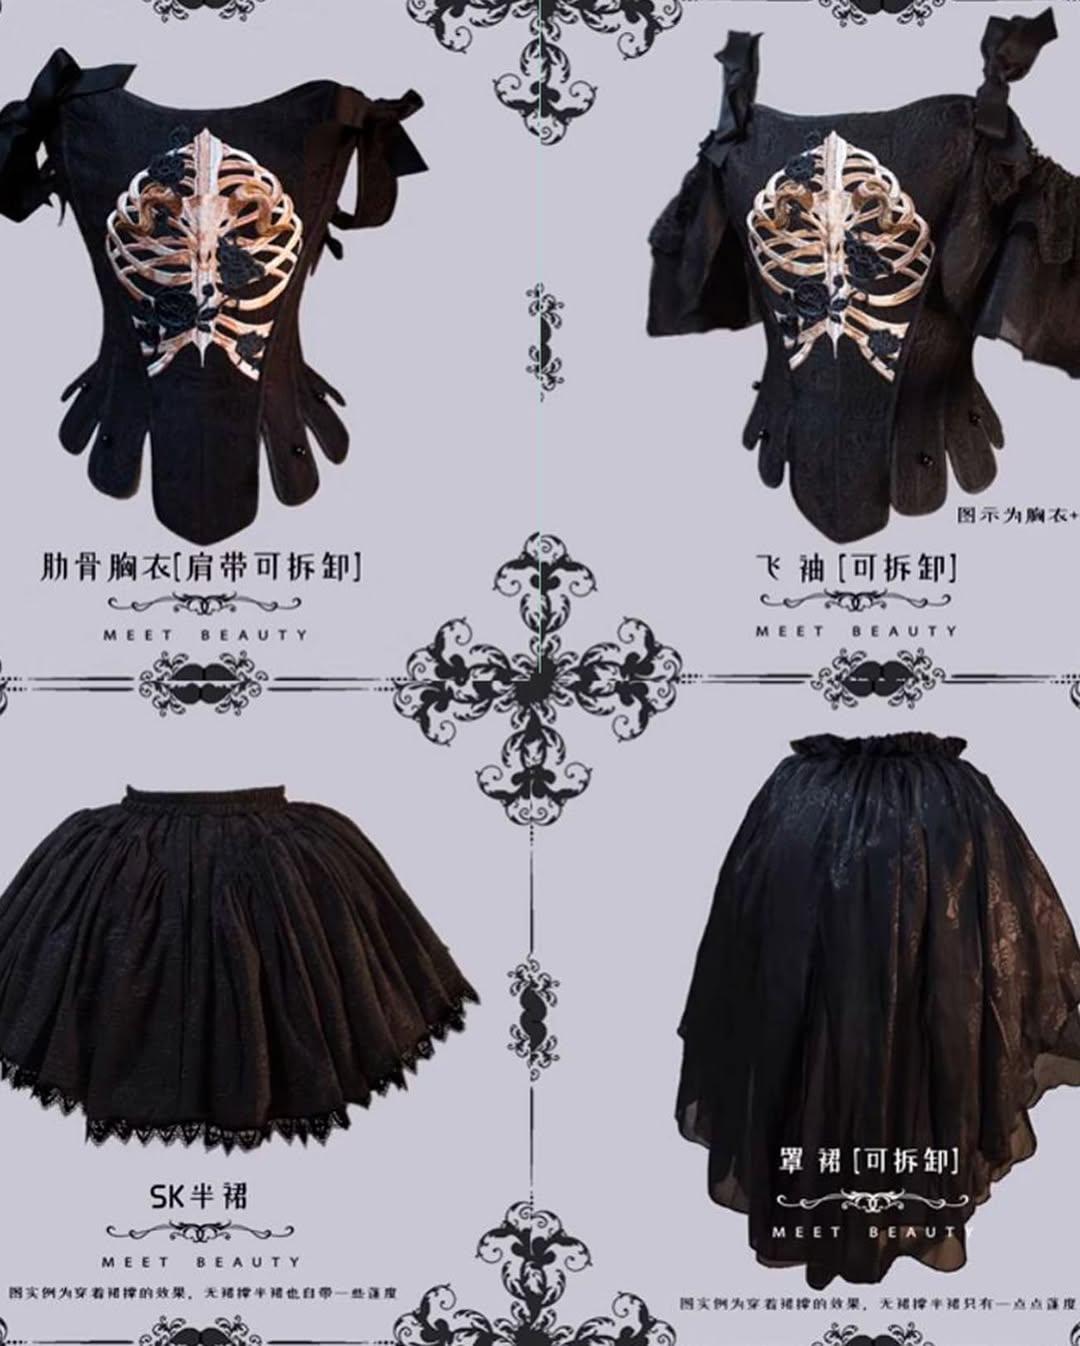 肋骨胸衣[肩带可拆卸]
MEET BEAUTY
图示为胸衣+
飞 袖 [可拆卸]
MEET BEAUTY
SK半裙
MEET BEAUTY
图实例为穿着裙撑的效果，无裙撑半裙也自带一些蓬度
罩 裙 [可拆卸]
MEET BEAUTY
图实例为穿着裙撑的效果，无裙撑半裙只有一点点蓬度